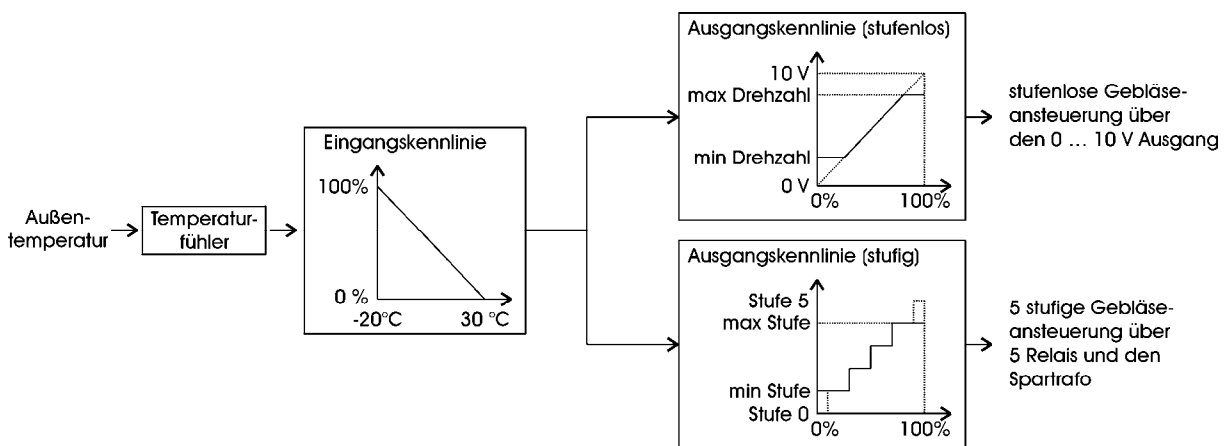 Außen-
temperatur
Temperatur-
fühler
Eingangskennlinie
100%
0 %
-20°C
30 °C
Ausgangskennlinie (stufenlos)
10 V
max Drehzahl
min Drehzahl
0 V
0%
100%
stufenlose Gebläse-
ansteuerung über
den 0 ... 10 V Ausgang
Ausgangskennlinie (stufig)
Stufe 5
max Stufe
min Stufe
Stufe 0
0%
100%
5 stufige Gebläse-
ansteuerung über
5 Relais und den
Spartrafo